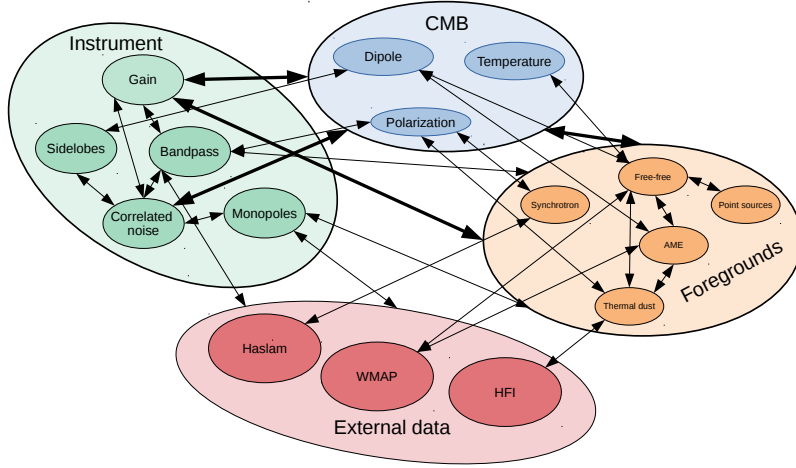 CMB
Instrument
Dipole
Temperature
Gain
Polarization
Sidelobes
Bandpass
Free-free
Synchrotron
Point sources
Correlated
noise
Monopoles
AME
Foregrounds
Thermal dust
Haslam
WMAP
HFI
External data